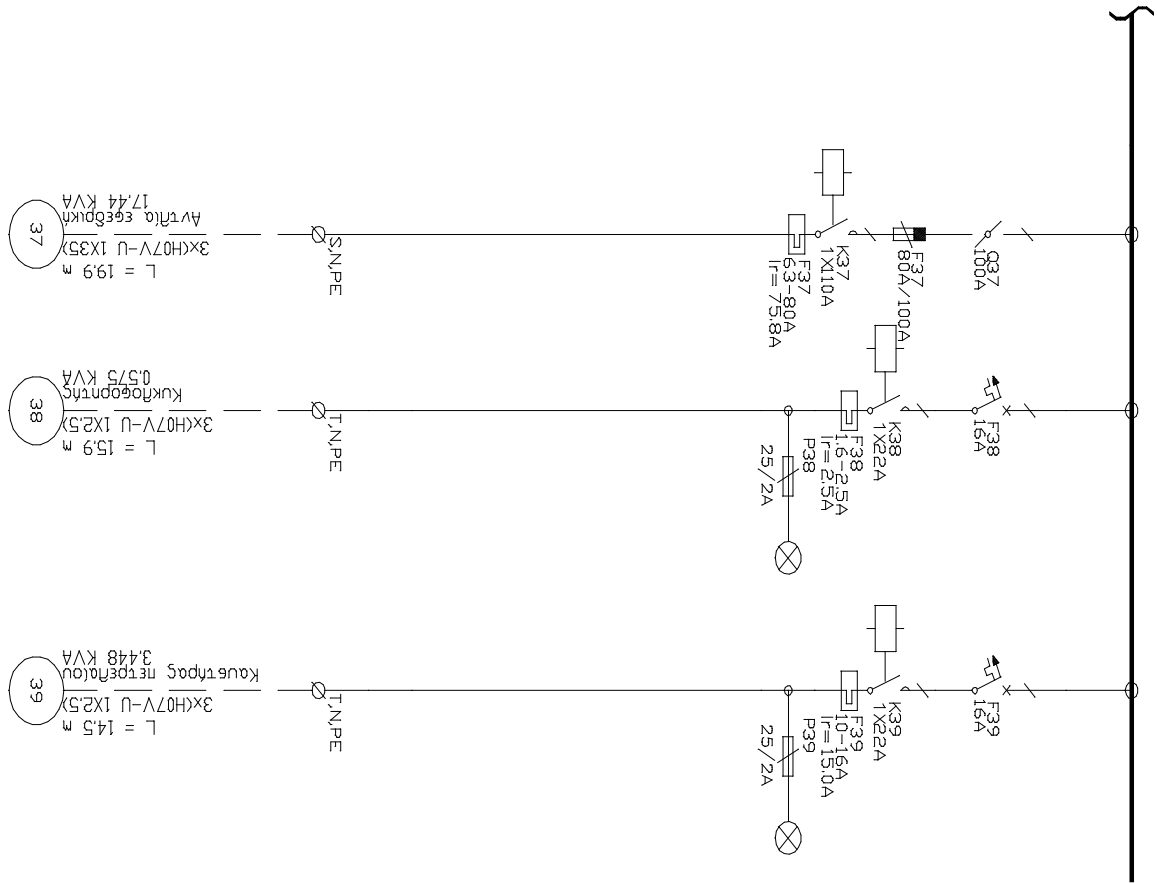 37
17.44 KVA
Αντλία εφεδρική
3x(H07V-U 1X35)
L = 19.9 m
S,N,PE
F37
63-80A
Ir= 75.8A
K37
1X110A
F37
80A/100A
Q37
100A
38
0.575 KVA
Κυκλοφορητής
3x(H07V-U 1X2.5)
L = 15.9 m
T,N,PE
P38
25/2A
F38
1.6-2.5A
Ir= 2.5A
K38
1X22A
F38
16A
39
3.448 KVA
Καυστήρας πετρελαίου
3x(H07V-U 1X2.5)
L = 14.5 m
T,N,PE
P39
25/2A
F39
10-16A
Ir= 15.0A
K39
1X22A
F39
16A